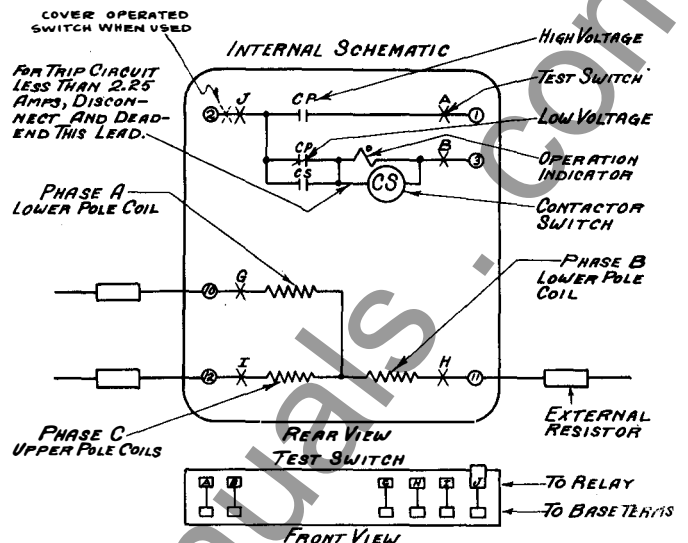 COVER OPERATED
SWITCH WHEN USED
INTERNAL SCHEMATIC
HIGH VOLTAGE
FOR TRIP CIRCUIT
LESS THAN 2.25
AMPS, DISCON-
NECT AND DEAD-
END THIS LEAD.
2 J CP A 1
TEST SWITCH
LOW VOLTAGE
CP B 3
CS
CS
OPERATION
INDICATOR
CONTACTOR
SWITCH
PHASE A
LOWER POLE COIL
PHASE B
LOWER POLE
COIL
10 G
12 I H 11
PHASE C
UPPER POLE COILS
EXTERNAL
RESISTOR
REAR VIEW
TEST SWITCH
A B G H I J
TO RELAY
TO BASE TERMS
FRONT VIEW